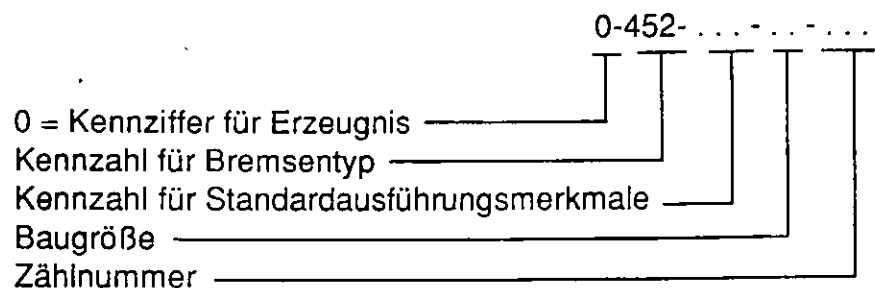 0-452-...-..-...
0 = Kennziffer für Erzeugnis
Kennzahl für Bremsentyp
Kennzahl für Standardausführungsmerkmale
Baugröße
Zählnummer